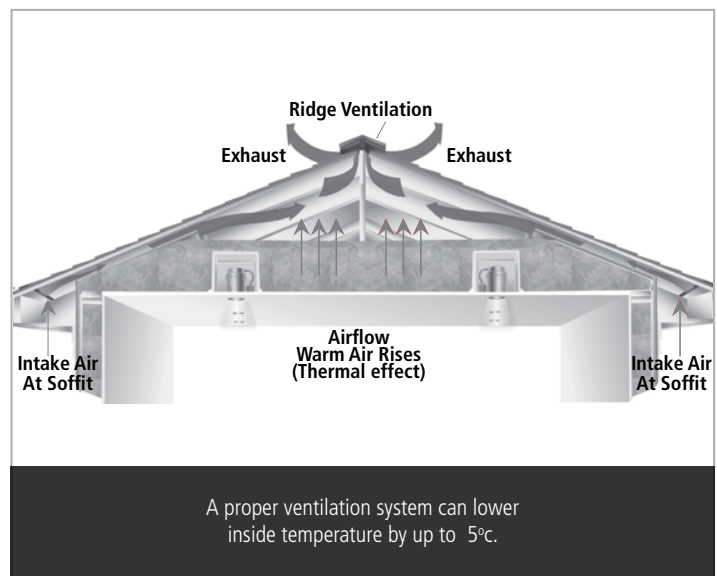 Ridge Ventilation
Exhaust
Exhaust
Airflow
Warm Air Rises
(Thermal effect)
Intake Air
At Soffit
Intake Air
At Soffit
A proper ventilation system can lower
inside temperature by up to 5ºc.